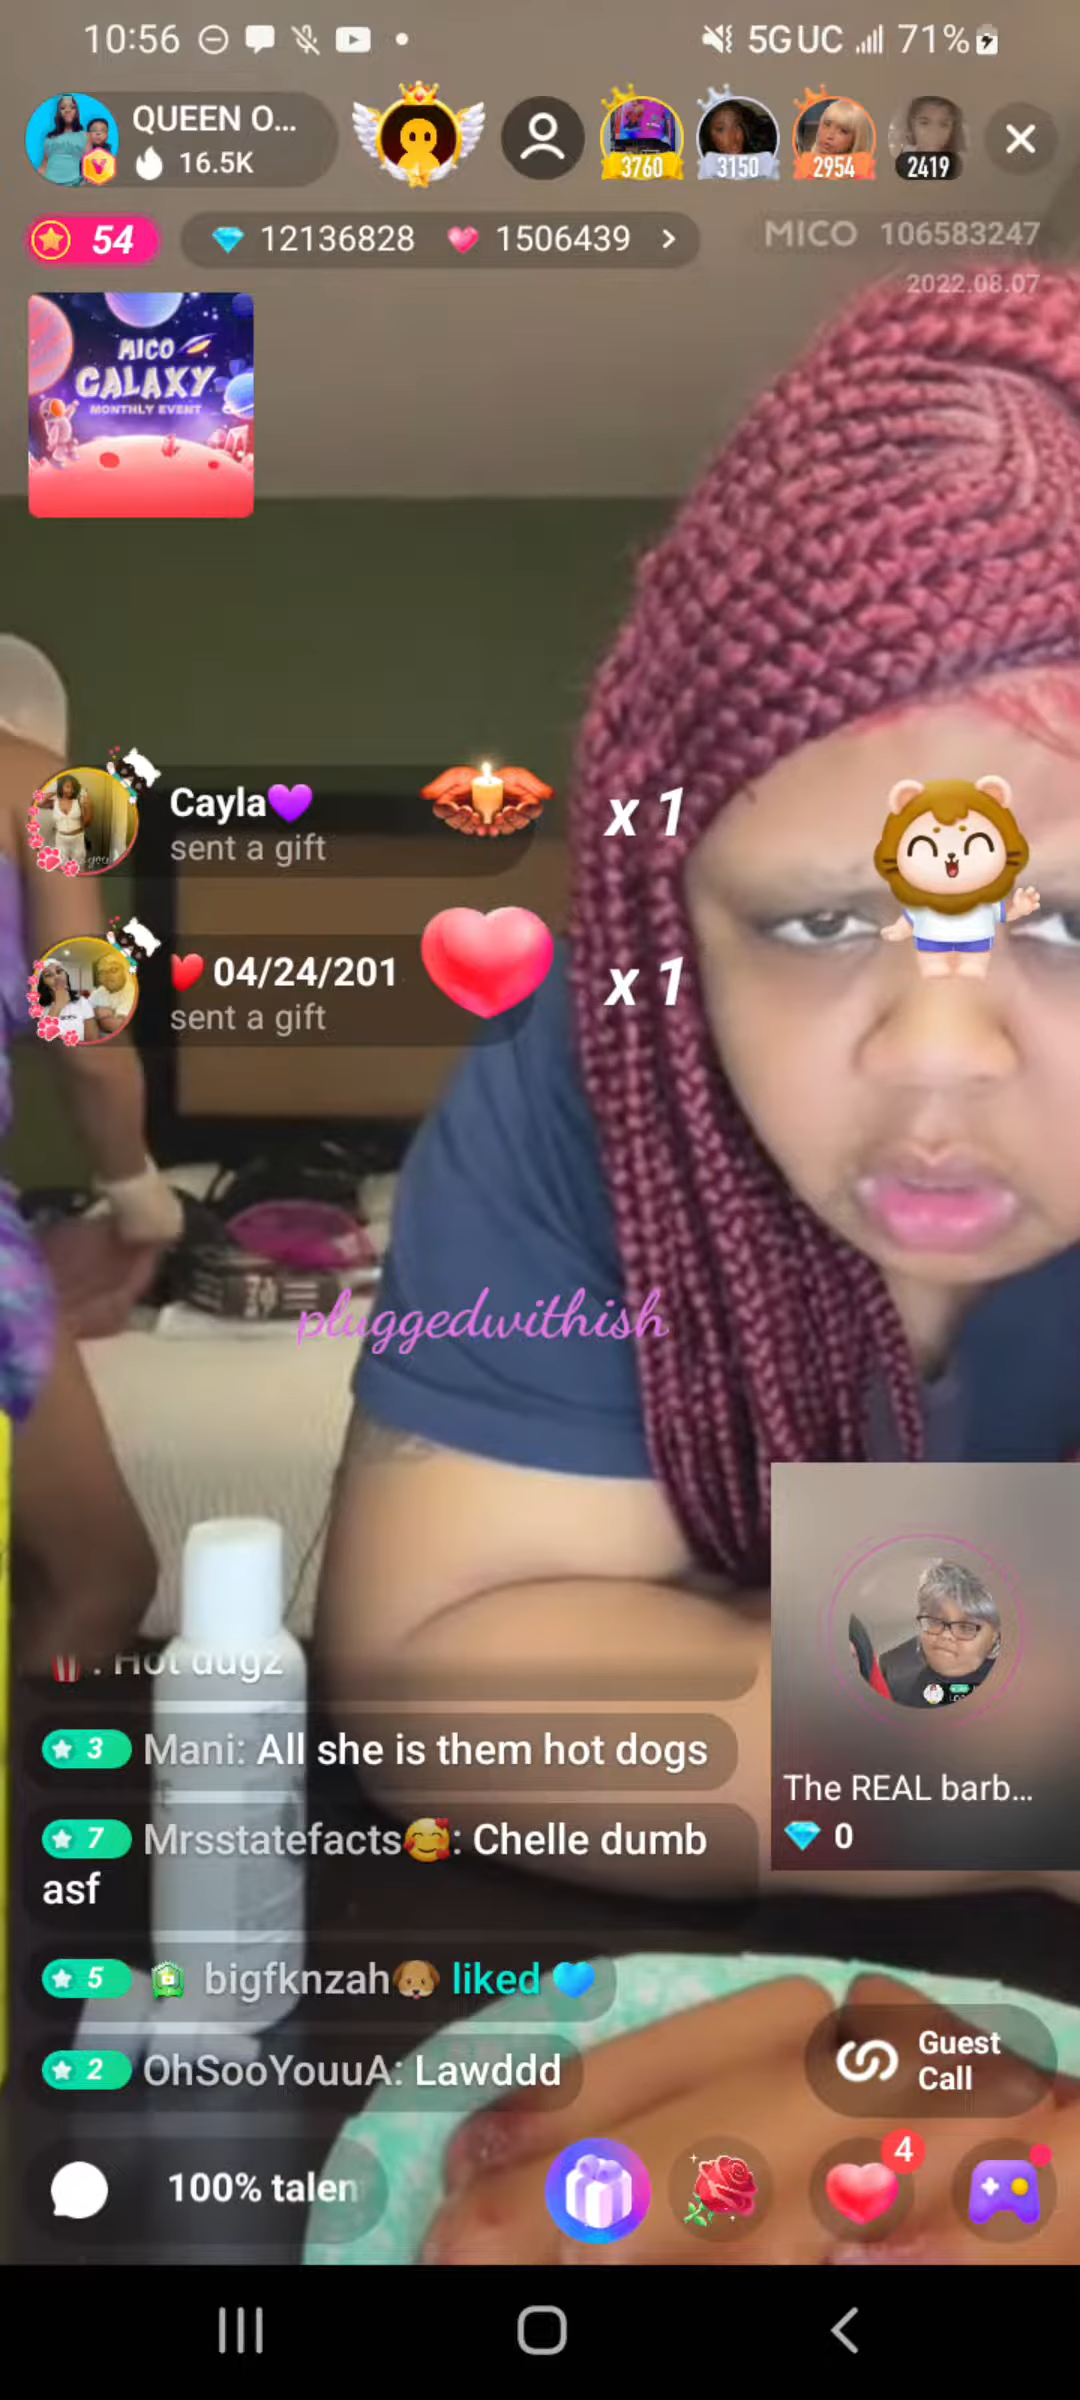 10:56
5G UC 71%
QUEEN O...
16.5K
3760
3150
2954
2419
54
12136828
1506439
MICO 106583247
2022.08.07
MICO
GALAXY
MONTHLY EVENT
Cayla
sent a gift
x 1
04/24/201
sent a gift
x 1
pluggedwithish
. Hot dugz
3 Mani: All she is them hot dogs
7 Mrsstatefacts: Chelle dumb
asf
5 bigfknzah liked
2 OhSooYouuA: Lawddd
The REAL barb...
0
Guest
Call
100% talen
4